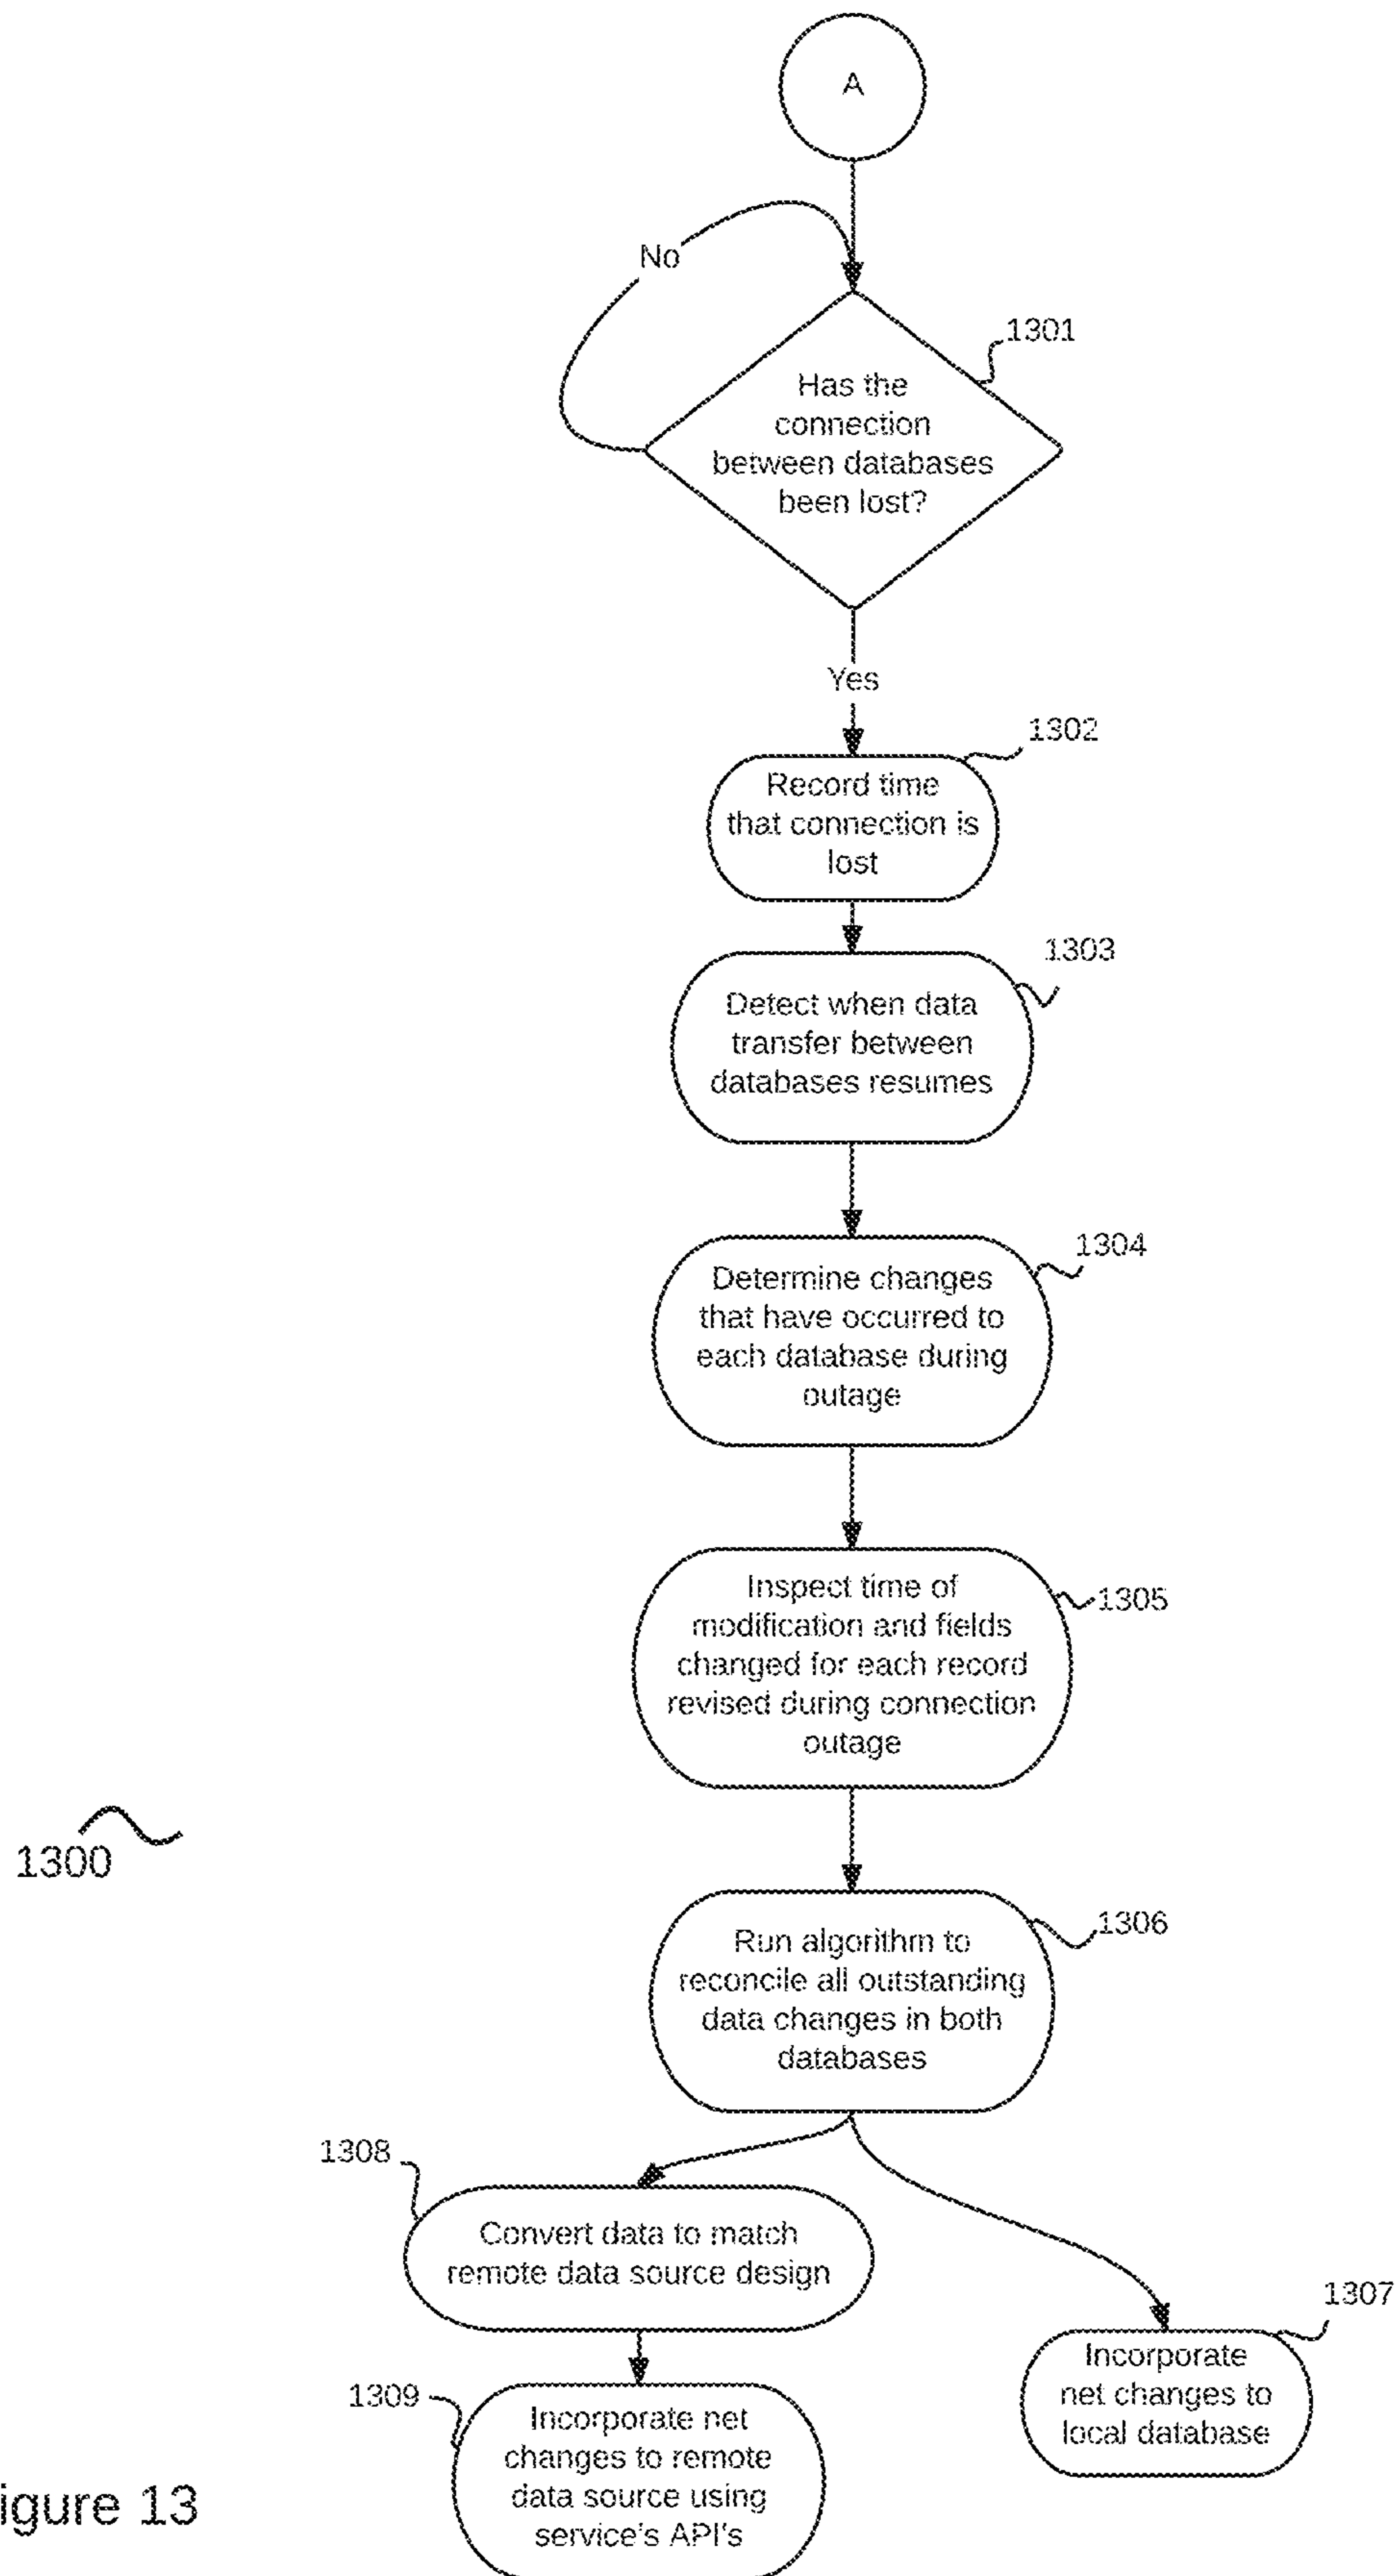 A
No
1301
Has the
connection
between databases
been lost?
Yes
1302
Record time
that connection is
lost
1303
Detect when data
transfer between
databases resumes
1304
Determine changes
that have occurred to
each database during
outage
1305
Inspect time of
modification and fields
changed for each record
revised during connection
outage
1300
1306
Run algorithm to
reconcile all outstanding
data changes in both
databases
1308
Convert data to match
remote data source design
1307
Incorporate
net changes to
local database
1309
Incorporate net
changes to remote
data source using
service's API's
igure 13